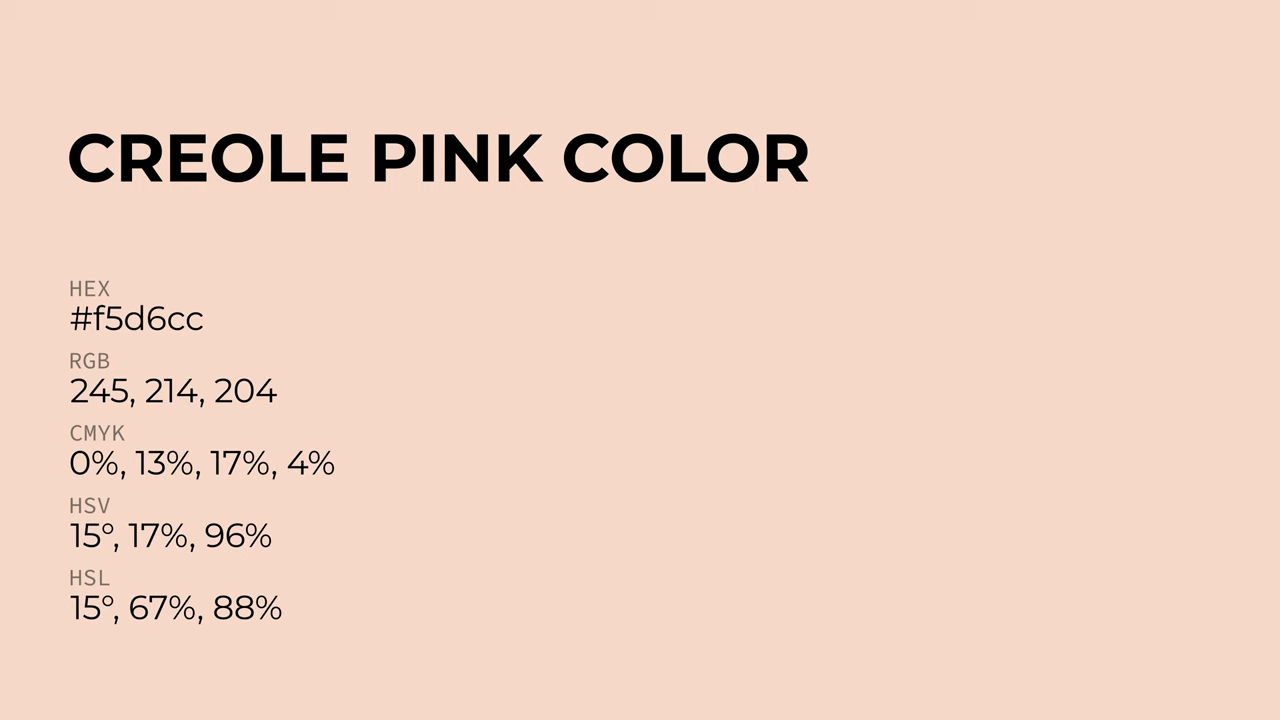 CREOLE PINK COLOR
HEX
#f5d6cc
RGB
245, 214, 204
CMYK
0%, 13%, 17%, 4%
HSV
15°, 17%, 96%
HSL
15°, 67%, 88%